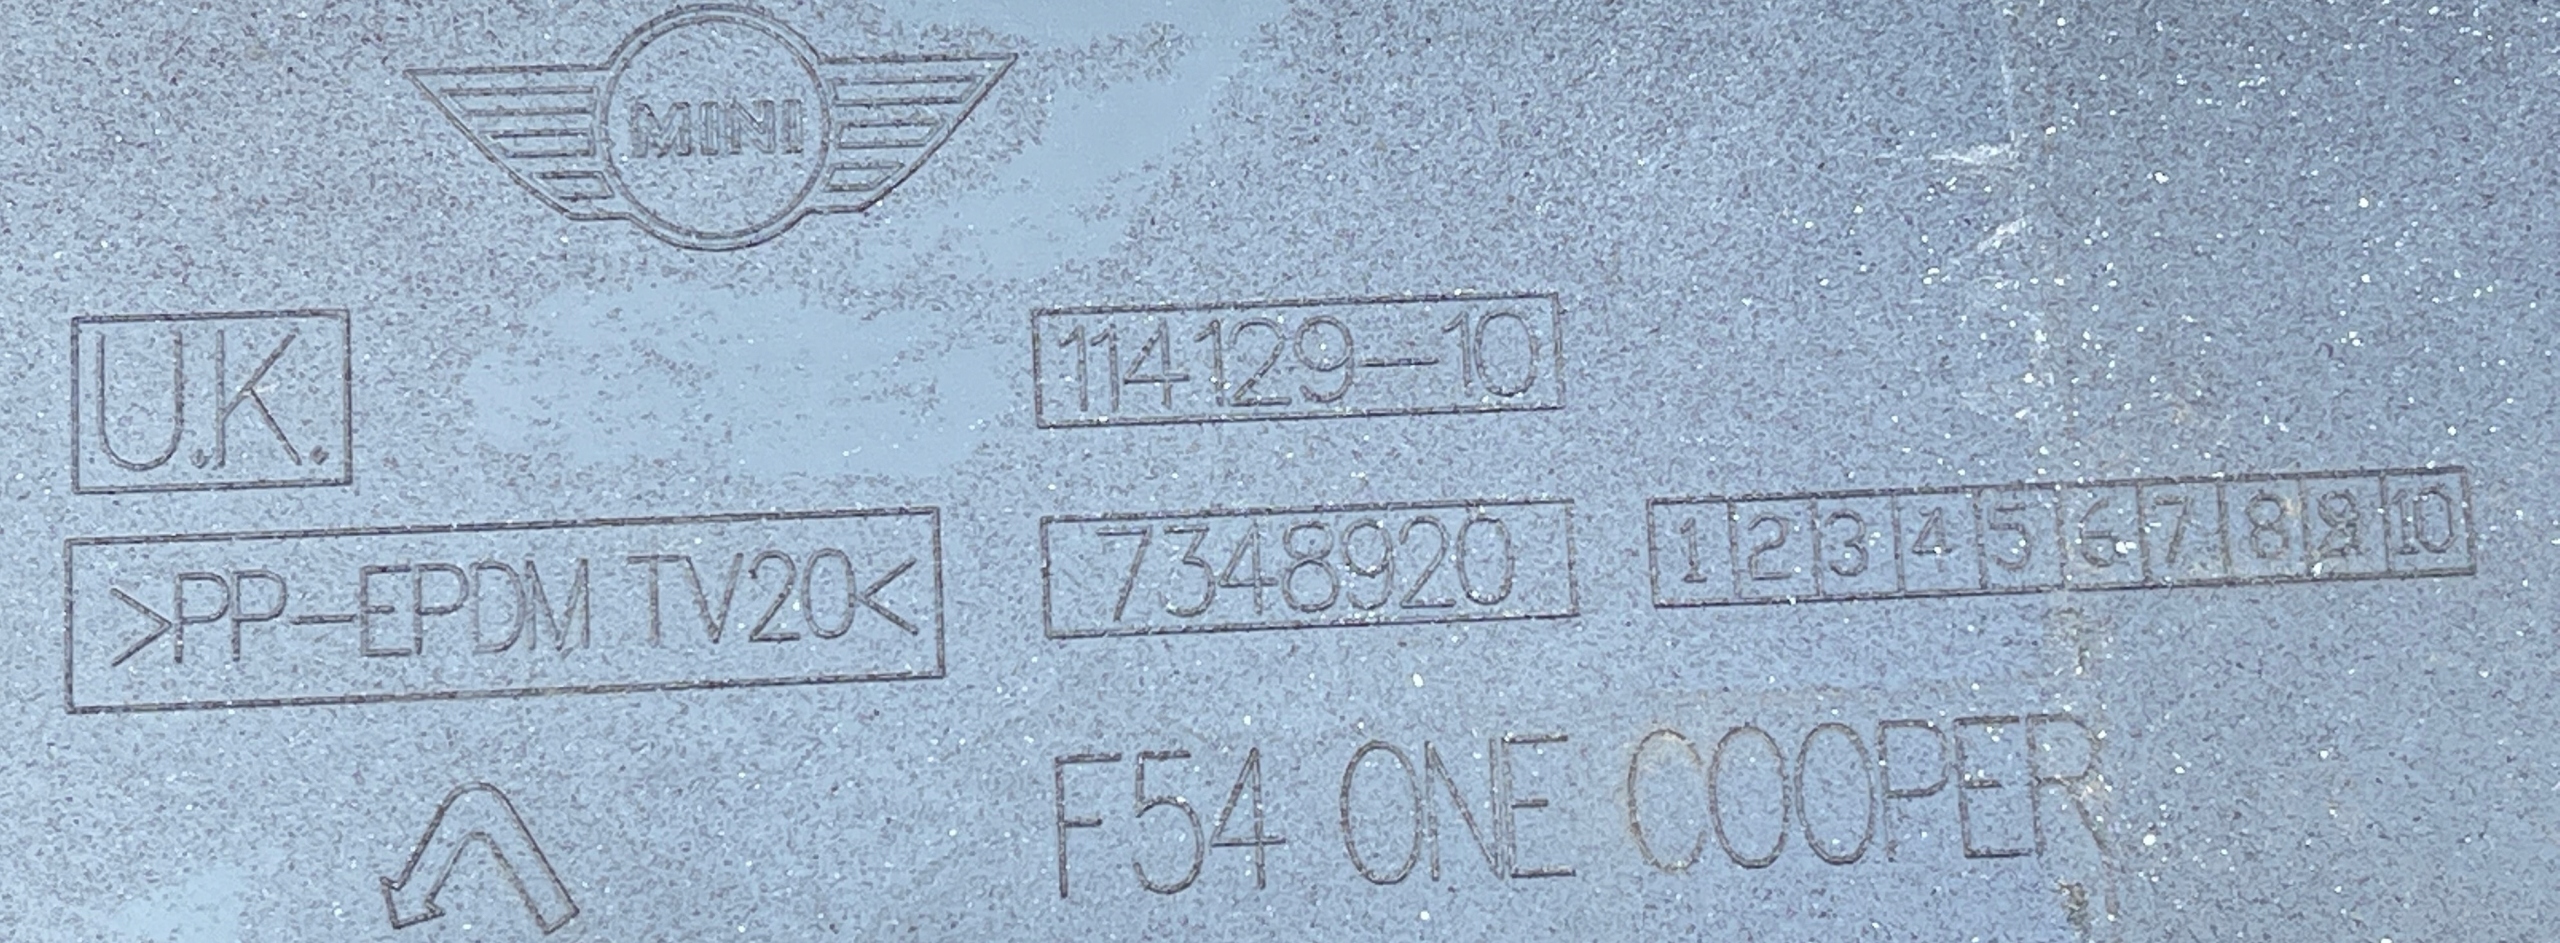 MINI
U.K.
114129-10
>PP-EPDM TV20<
7348920
1 2 3 4 5 6 7 8 9 10
F54 ONE COOPER